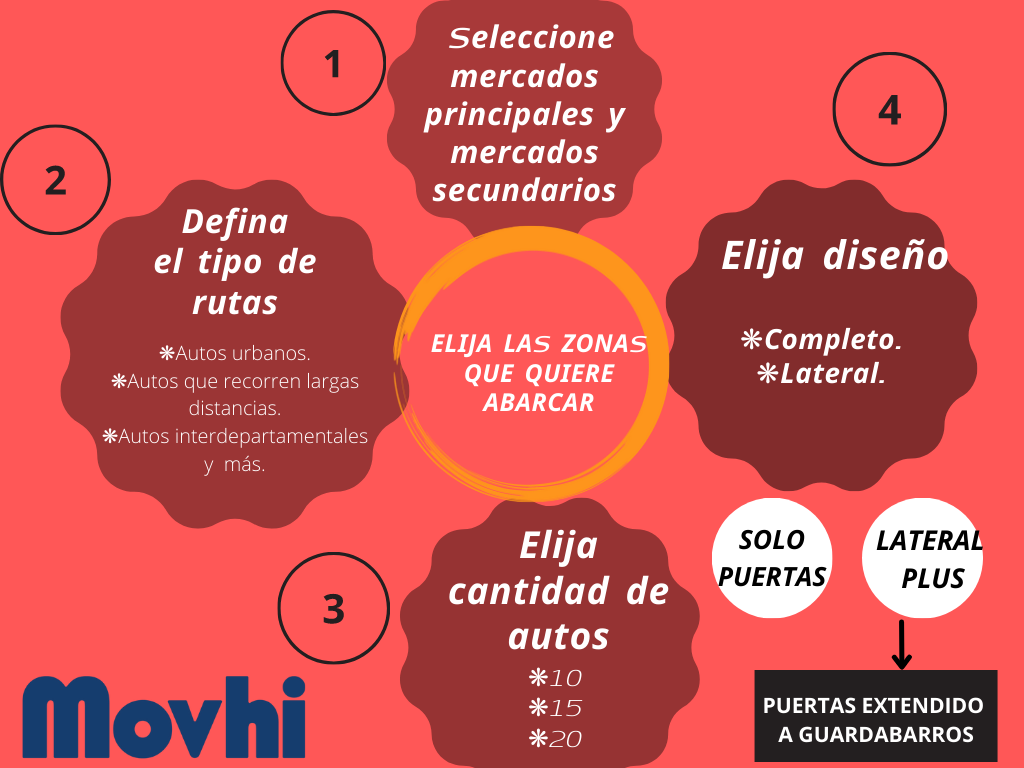 1
Seleccione
mercados
principales y
mercados
secundarios
2
Defina
el tipo de
rutas
❋Autos urbanos.
❋Autos que recorren largas
distancias.
❋Autos interdepartamentales
y más.
ELIJA LAS ZONAS
QUE QUIERE
ABARCAR
3
Elija
cantidad de
autos
❋10
❋15
❋20
4
Elija diseño
❋Completo.
❋Lateral.
SOLO
PUERTAS
LATERAL
PLUS
PUERTAS EXTENDIDO
A GUARDABARROS
Movhi